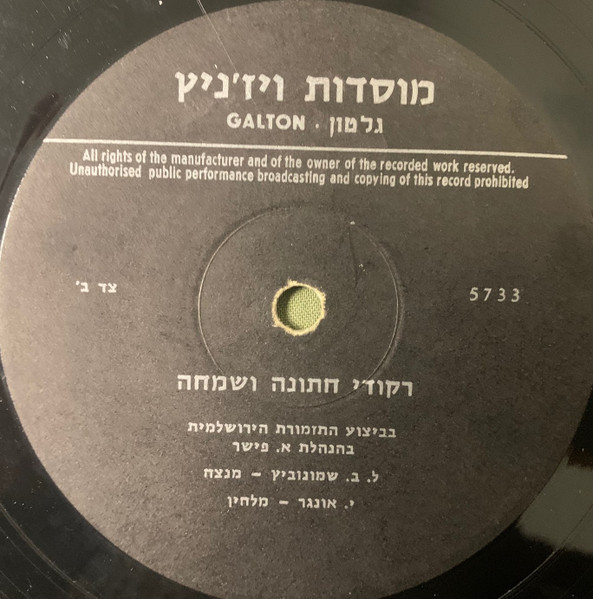 מוסדות ויז'ניץ
גלטון · GALTON
All rights of the manufacturer and of the owner of the recorded work reserved.
Unauthorised public performance broadcasting and copying of this record prohibited
צד ב'
5733
רקודי חתונה ושמחה
בביצוע התזמורת הירושלמית
בהנהלת א. פישר
ל. ב. שמונוביץ – מנצח
י. אונגר – מלחין